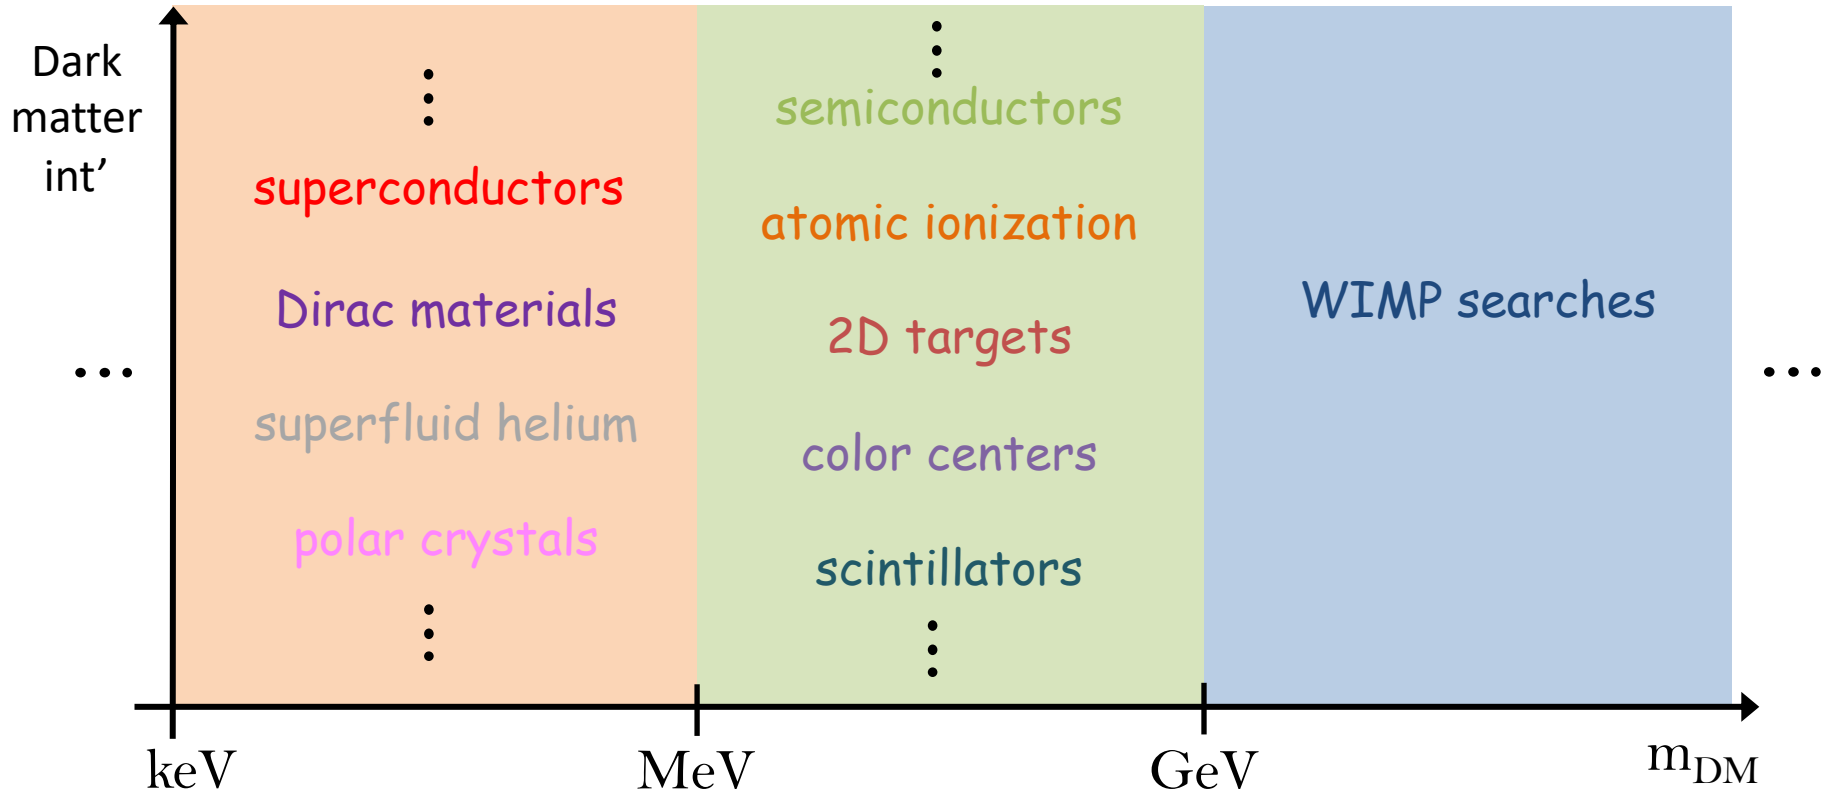 Dark
matter
int’
superconductors
Dirac materials
superfluid helium
polar crystals
semiconductors
atomic ionization
2D targets
color centers
scintillators
WIMP searches
...
...
keV
MeV
GeV
m_DM